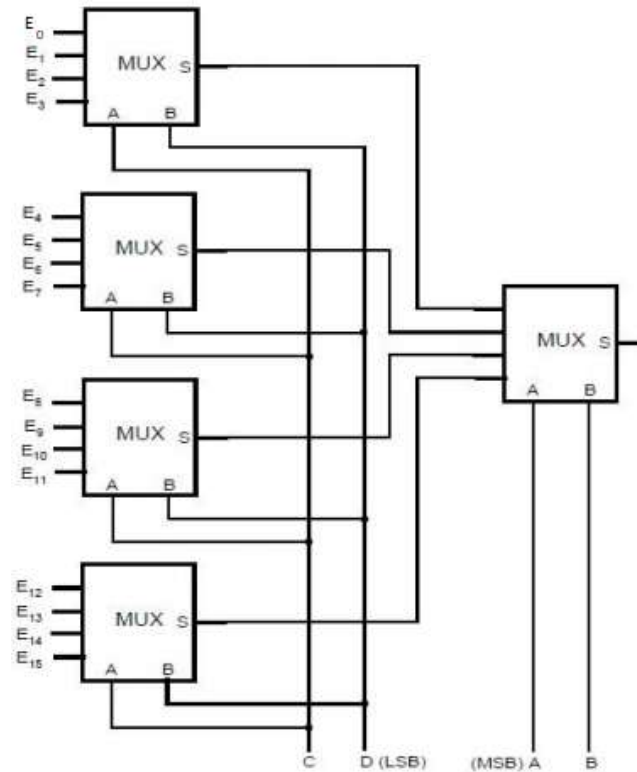 E₀
E₁
E₂
E₃
MUX S
A B
E₄
E₅
E₆
E₇
MUX S
A B
E₈
E₉
E₁₀
E₁₁
MUX S
A B
E₁₂
E₁₃
E₁₄
E₁₅
MUX S
A B
MUX S
A B
C D (LSB) (MSB) A B